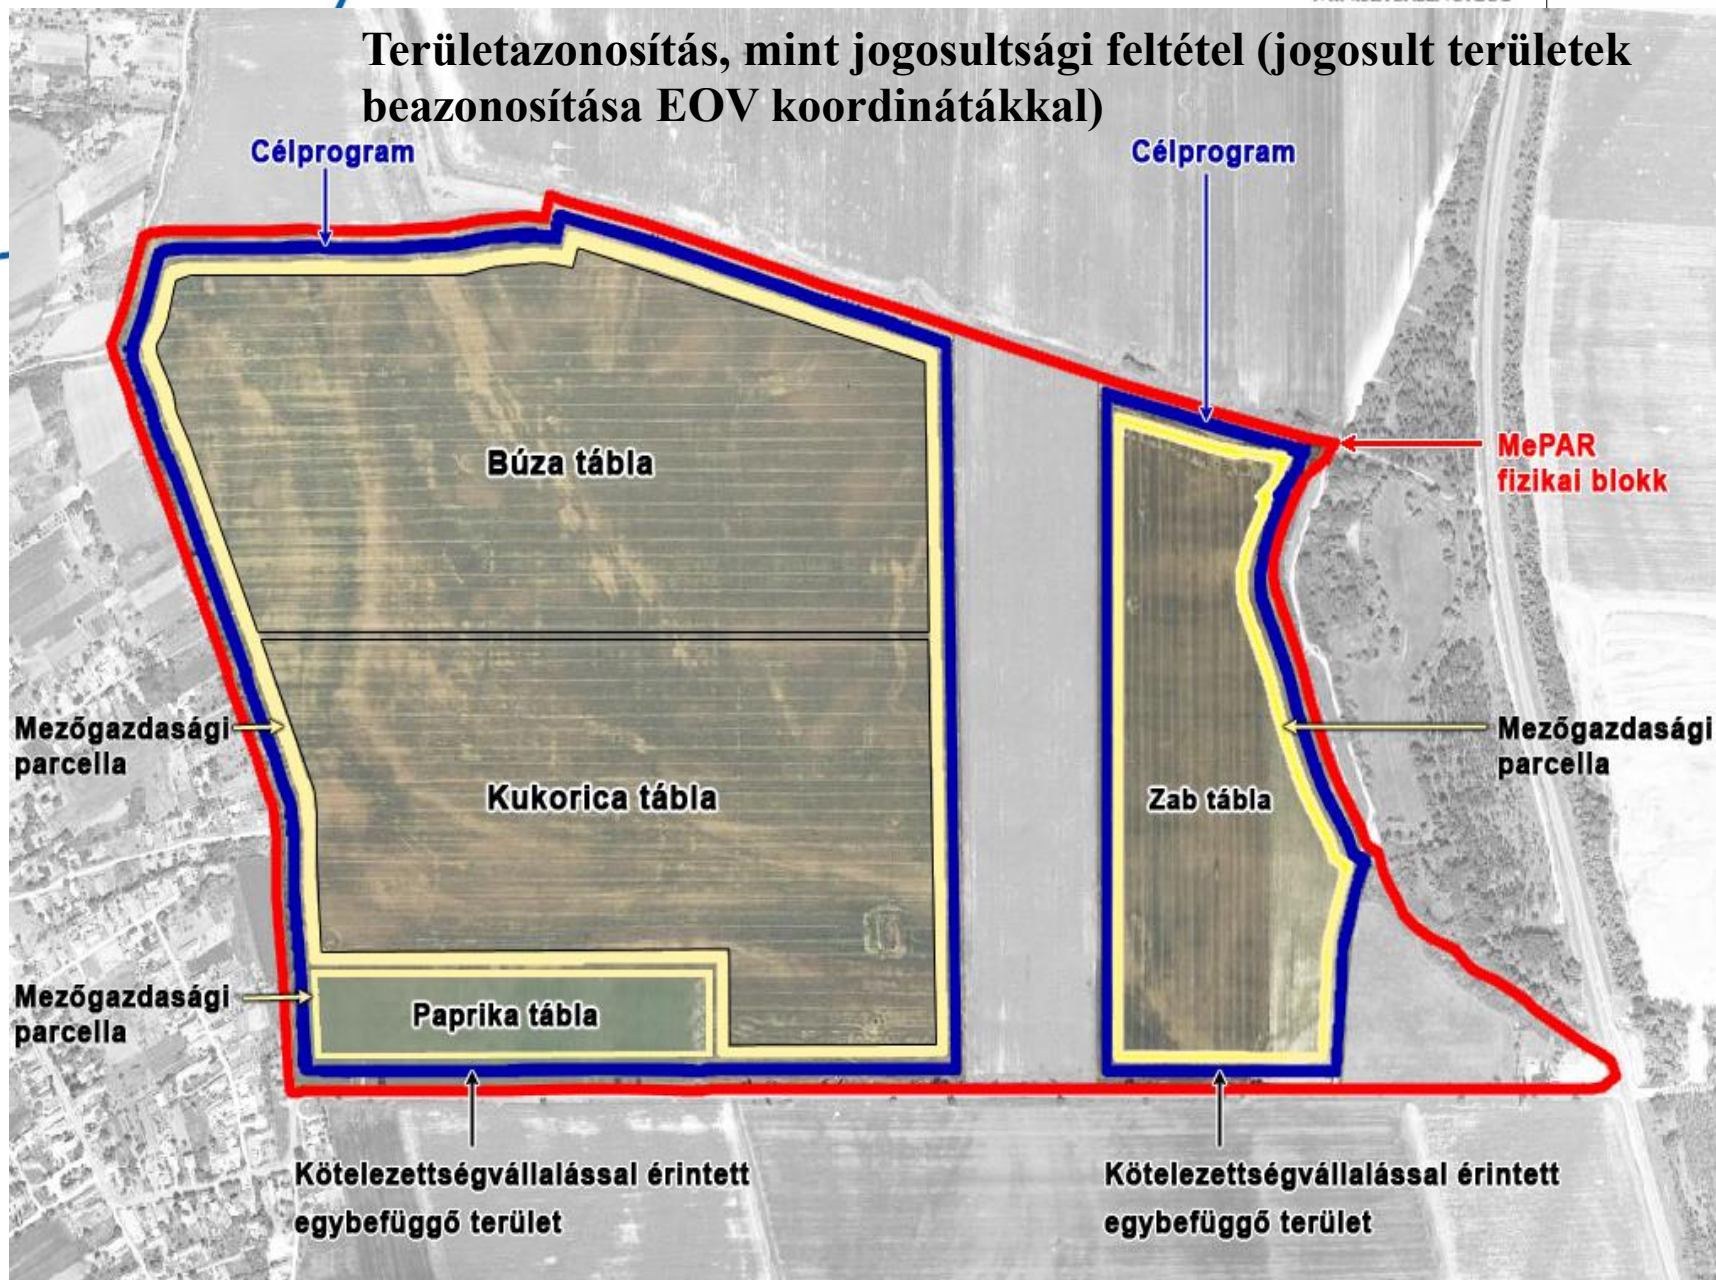 Területazonosítás, mint jogosultsági feltétel (jogosult területek
beazonosítása EOV koordinátákkal)
Célprogram
Célprogram
Búza tábla
MePAR
fizikai blokk
Mezőgazdasági
parcella
Mezőgazdasági
parcella
Kukorica tábla
Zab tábla
Mezőgazdasági
parcella
Paprika tábla
Kötelezettségvállalással érintett
egybefüggő terület
Kötelezettségvállalással érintett
egybefüggő terület